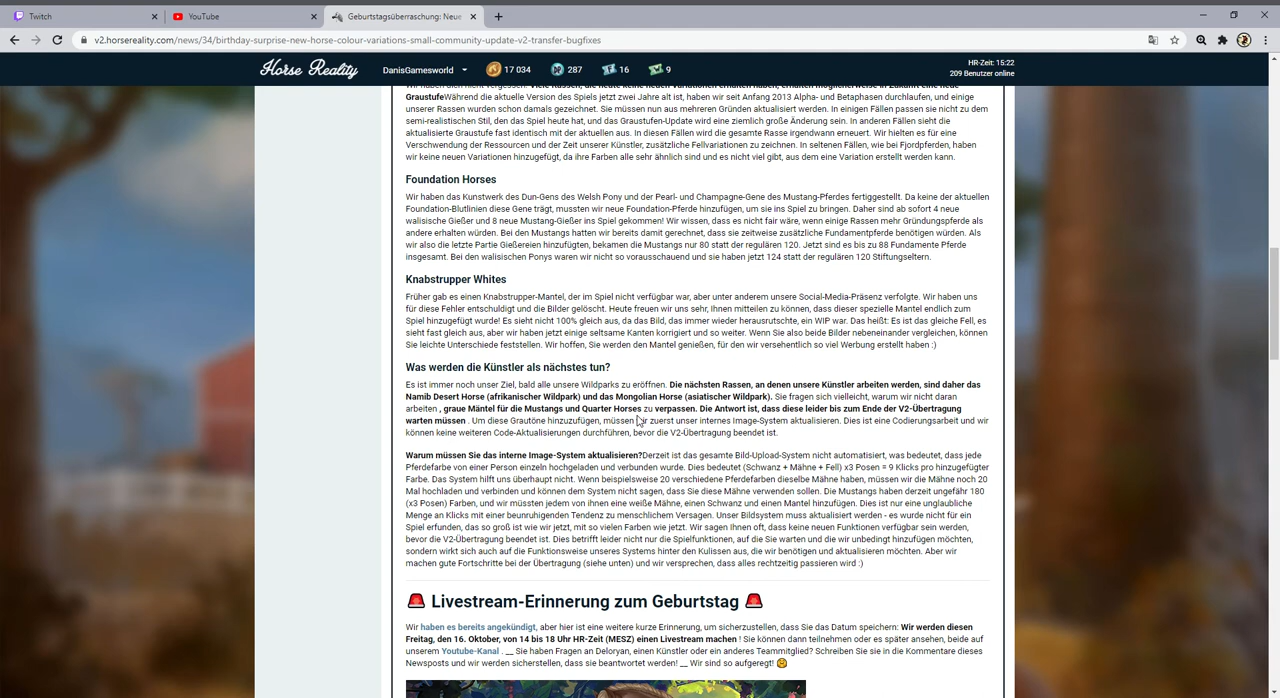 Twitch
YouTube
Geburtstagsüberraschung: Neue
v2.horsereality.com/news/34/birthday-surprise-new-horse-colour-variations-small-community-update-v2-transfer-bugfixes
Horse Reality
DanisGamesworld
17 034
287
16
9
HR-Zeit: 15:22
209 Benutzer online
GraustufeWährend die aktuelle Version des Spiels jetzt zwei Jahre alt ist, haben wir seit Anfang 2013 Alpha- und Betaphasen durchlaufen, und einige
unserer Rassen wurden schon damals gezeichnet. Sie müssen nun aus mehreren Gründen aktualisiert werden. In einigen Fällen passen sie nicht zu dem
semi-realistischen Stil, den das Spiel heute hat, und das Graustufen-Update wird eine ziemlich große Änderung sein. In anderen Fällen sieht die
aktualisierte Graustufe fast identisch mit der aktuellen aus. In diesen Fällen wird die gesamte Rasse irgendwann erneuert. Wir hielten es für eine
Verschwendung der Ressourcen und der Zeit unserer Künstler, zusätzliche Fellvariationen zu zeichnen. In seltenen Fällen, wie bei Fjordpferden, haben
wir keine neuen Variationen hinzugefügt, da ihre Farben alle sehr ähnlich sind und es nicht viel gibt, aus dem eine Variation erstellt werden kann.
Foundation Horses
Wir haben das Kunstwerk des Dun-Gens des Welsh Pony und der Pearl- und Champagne-Gene des Mustang-Pferdes fertiggestellt. Da keine der aktuellen
Foundation-Blutlinien diese Gene trägt, mussten wir neue Foundation-Pferde hinzufügen, um sie ins Spiel zu bringen. Daher sind ab sofort 4 neue
walisische Gießer und 8 neue Mustang-Gießer ins Spiel gekommen! Wir wissen, dass es nicht fair wäre, wenn einige Rassen mehr Gründungspferde als
andere erhalten würden. Bei den Mustangs hatten wir bereits damit gerechnet, dass sie zeitweise zusätzliche Fundamentpferde benötigen würden. Als
wir also die letzte Partie Gießereien hinzufügten, bekamen die Mustangs nur 80 statt der regulären 120. Jetzt sind es bis zu 88 Fundamente Pferde
insgesamt. Bei den walisischen Ponys waren wir nicht so vorausschauend und sie haben jetzt 124 statt der regulären 120 Stiftungseltern.
Knabstrupper Whites
Früher gab es einen Knabstrupper-Mantel, der im Spiel nicht verfügbar war, aber unter anderem unsere Social-Media-Präsenz verfolgte. Wir haben uns
für diese Fehler entschuldigt und die Bilder gelöscht. Heute freuen wir uns sehr, Ihnen mitteilen zu können, dass dieser spezielle Mantel endlich zum
Spiel hinzugefügt wurde! Es sieht nicht 100% gleich aus, da das Bild, das immer wieder herausrutschte, ein WIP war. Das heißt: Es ist das gleiche Fell, es
sieht fast gleich aus, aber wir haben jetzt einige seltsame Kanten korrigiert und so weiter. Wenn Sie also beide Bilder nebeneinander vergleichen, können
Sie leichte Unterschiede feststellen. Wir hoffen, Sie werden den Mantel genießen, für den wir versehentlich so viel Werbung erstellt haben :)
Was werden die Künstler als nächstes tun?
Es ist immer noch unser Ziel, bald alle unsere Wildparks zu eröffnen. Die nächsten Rassen, an denen unsere Künstler arbeiten werden, sind daher das
Namib Desert Horse (afrikanischer Wildpark) und das Mongolian Horse (asiatischer Wildpark). Sie fragen sich vielleicht, warum wir nicht daran
arbeiten , graue Mäntel für die Mustangs und Quarter Horses zu verpassen. Die Antwort ist, dass diese leider bis zum Ende der V2-Übertragung
warten müssen . Um diese Grautöne hinzuzufügen, müssen wir zuerst unser internes Image-System aktualisieren. Dies ist eine Codierungsarbeit und wir
können keine weiteren Code-Aktualisierungen durchführen, bevor die V2-Übertragung beendet ist.
Warum müssen Sie das interne Image-System aktualisieren?Derzeit ist das gesamte Bild-Upload-System nicht automatisiert, was bedeutet, dass jede
Pferdefarbe von einer Person einzeln hochgeladen und verbunden wurde. Dies bedeutet (Schwanz + Mähne + Fell) x3 Posen = 9 Klicks pro hinzugefügter
Farbe. Das System hilft uns überhaupt nicht. Wenn beispielsweise 20 verschiedene Pferdefarben dieselbe Mähne haben, müssen wir die Mähne noch 20
Mal hochladen und verbinden und können dem System nicht sagen, dass Sie diese Mähne verwenden sollen. Die Mustangs haben derzeit ungefähr 180
(x3 Posen) Farben, und wir müssten jedem von ihnen eine weiße Mähne, einen Schwanz und einen Mantel hinzufügen. Dies ist nur eine unglaubliche
Menge an Klicks mit einer beunruhigenden Tendenz zu menschlichem Versagen. Unser Bildsystem muss aktualisiert werden - es wurde nicht für ein
Spiel erfunden, das so groß ist wie wir jetzt, mit so vielen Farben wie jetzt. Wir sagen Ihnen oft, dass keine neuen Funktionen verfügbar sein werden,
bevor die V2-Übertragung beendet ist. Dies betrifft leider nicht nur die Spielfunktionen, auf die Sie warten und die wir unbedingt hinzufügen möchten,
sondern wirkt sich auch auf die Funktionsweise unseres Systems hinter den Kulissen aus, die wir benötigen und aktualisieren möchten. Aber wir
machen gute Fortschritte bei der Übertragung (siehe unten) und wir versprechen, dass alles rechtzeitig passieren wird :)
Livestream-Erinnerung zum Geburtstag
Wir haben es bereits angekündigt, aber hier ist eine weitere kurze Erinnerung, um sicherzustellen, dass Sie das Datum speichern: Wir werden diesen
Freitag, den 16. Oktober, von 14 bis 18 Uhr HR-Zeit (MESZ) einen Livestream machen ! Sie können dann teilnehmen oder es später ansehen, beide auf
unserem Youtube-Kanal . __ Sie haben Fragen an Deloryan, einen Künstler oder ein anderes Teammitglied? Schreiben Sie sie in die Kommentare dieses
Newsposts und wir werden sicherstellen, dass sie beantwortet werden! __ Wir sind so aufgeregt!